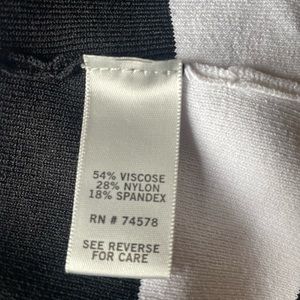 54% VISCOSE
28% NYLON
18% SPANDEX
RN # 74578
SEE REVERSE
FOR CARE